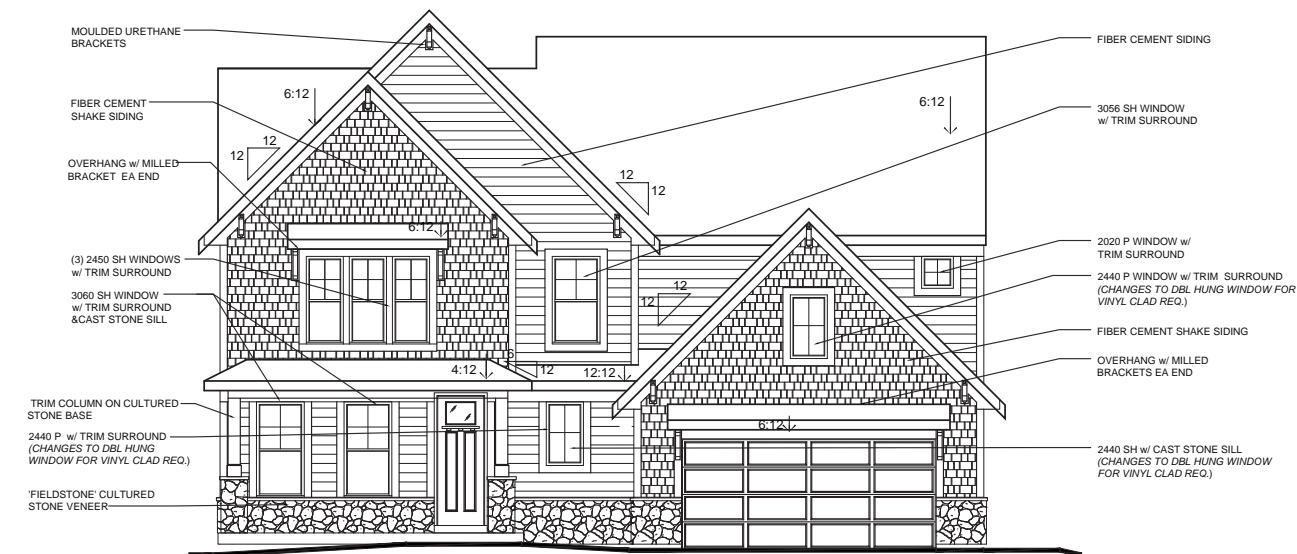 MOULDED URETHANE
BRACKETS
FIBER CEMENT
SHAKE SIDING
OVERHANG w/ MILLED
BRACKET EA END
(3) 2450 SH WINDOWS
w/ TRIM SURROUND
3060 SH WINDOW
w/ TRIM SURROUND
&CAST STONE SILL
TRIM COLUMN ON CULTURED
STONE BASE
2440 P w/ TRIM SURROUND
(CHANGES TO DBL HUNG
WINDOW FOR VINYL CLAD REQ.)
'FIELDSTONE' CULTURED
STONE VENEER
6:12
12
12
6:12
12
12
6:12
12
12
6
12
4:12
12:12
6:12
FIBER CEMENT SIDING
3056 SH WINDOW
w/ TRIM SURROUND
2020 P WINDOW w/
TRIM SURROUND
2440 P WINDOW w/ TRIM SURROUND
(CHANGES TO DBL HUNG WINDOW FOR
VINYL CLAD REQ.)
FIBER CEMENT SHAKE SIDING
OVERHANG w/ MILLED
BRACKETS EA END
2440 SH w/ CAST STONE SILL
(CHANGES TO DBL HUNG WINDOW
FOR VINYL CLAD REQ.)